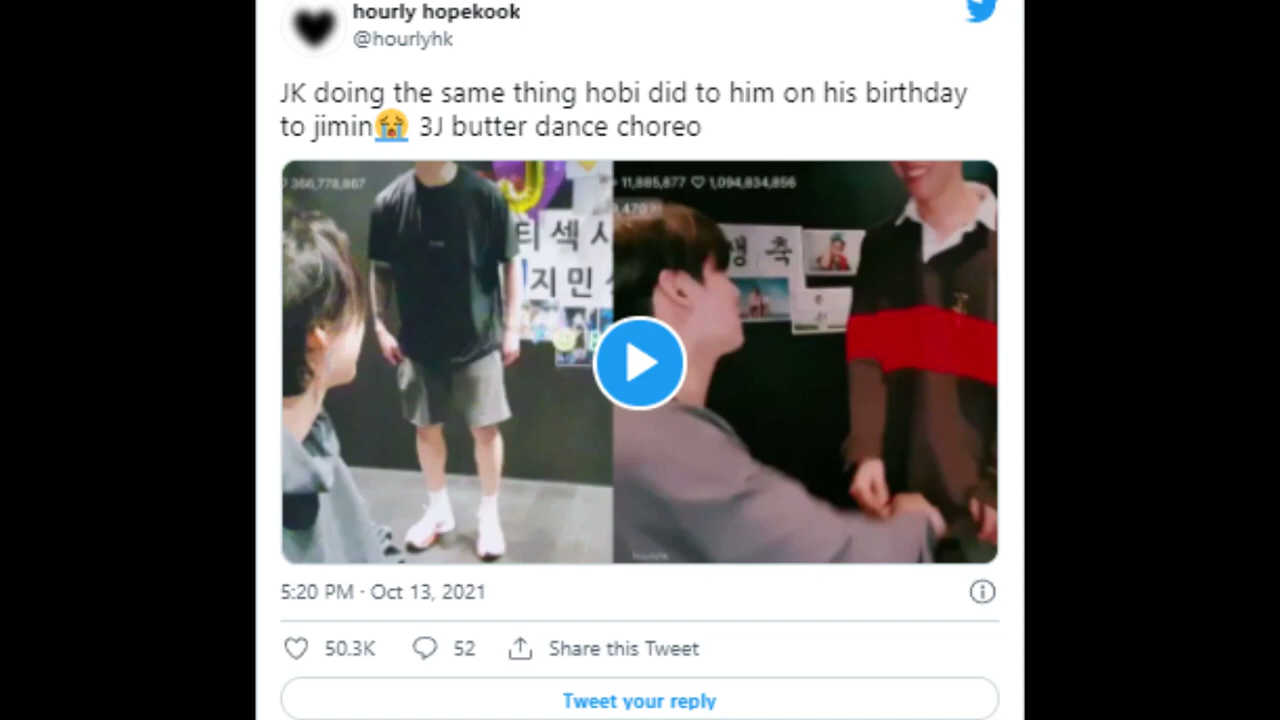 hourly hopekook
@hourlyhk
JK doing the same thing hobi did to him on his birthday
to jimin😭 3J butter dance choreo
366,778,867
11,885,877 ♡ 1,094,834,856
티 섹 시
지 민
생 축
hourlyhk
5:20 PM · Oct 13, 2021
50.3K
52
Share this Tweet
Tweet your reply